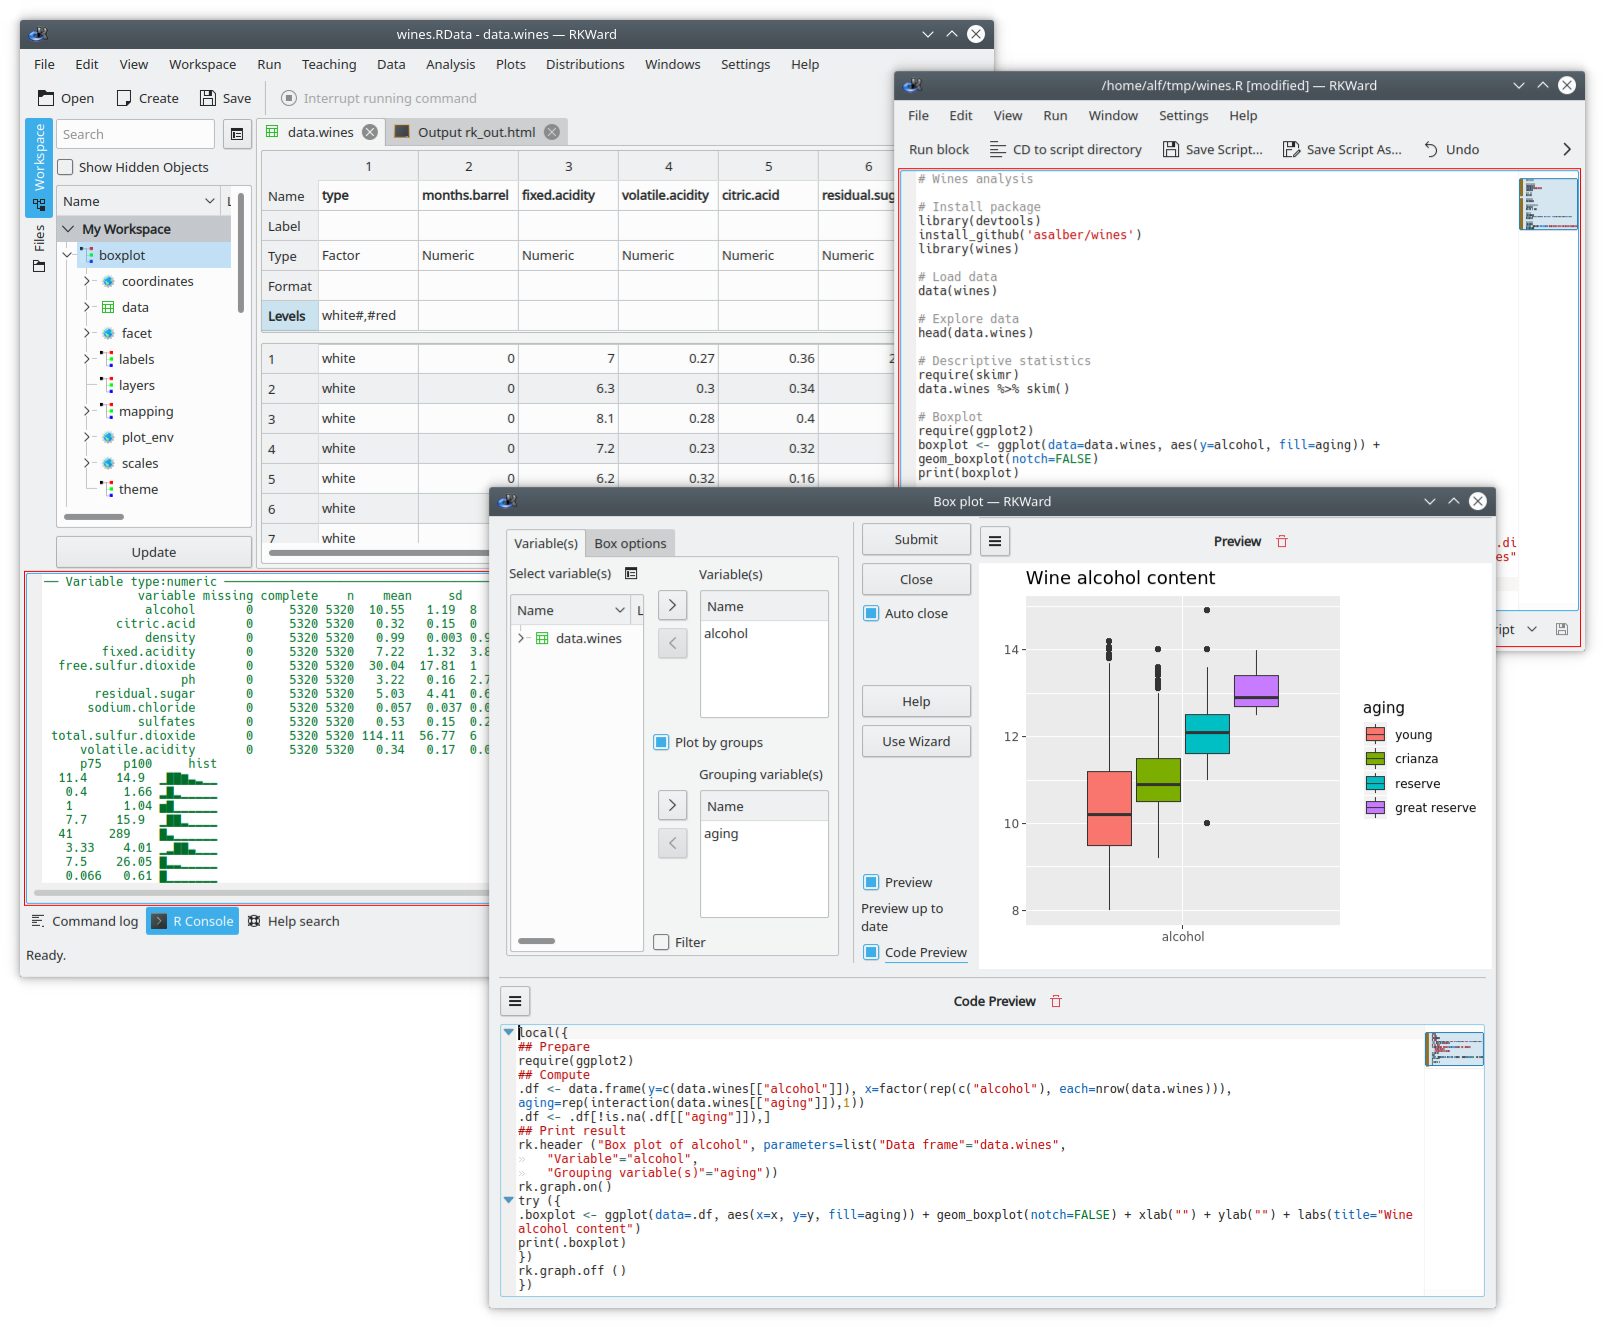 wines.RData - data.wines — RKWard
File Edit View Workspace Run Teaching Data Analysis Plots Distributions Windows Settings Help
Open Create Save Interrupt running command
Workspace
Files
Search
Show Hidden Objects
Name
My Workspace
boxplot
coordinates
data
facet
labels
layers
mapping
plot_env
scales
theme
Update
data.wines Output rk_out.html
1 2 3 4 5 6
Name type months.barrel fixed.acidity volatile.acidity citric.acid residual.sug
Label
Type Factor Numeric Numeric Numeric Numeric Numeric
Format
Levels white#,#red
1 white 0 7 0.27 0.36 2
2 white 0 6.3 0.3 0.34
3 white 0 8.1 0.28 0.4
4 white 0 7.2 0.23 0.32
5 white 0 6.2 0.32 0.16
6 white
7 white
── Variable type:numeric ──
variable missing complete n mean sd
alcohol 0 5320 5320 10.55 1.19 8
citric.acid 0 5320 5320 0.32 0.15 0
density 0 5320 5320 0.99 0.003 0.9
fixed.acidity 0 5320 5320 7.22 1.32 3.8
free.sulfur.dioxide 0 5320 5320 30.04 17.81 1
ph 0 5320 5320 3.22 0.16 2.7
residual.sugar 0 5320 5320 5.03 4.41 0.6
sodium.chloride 0 5320 5320 0.057 0.037 0.0
sulfates 0 5320 5320 0.53 0.15 0.2
total.sulfur.dioxide 0 5320 5320 114.11 56.77 6
volatile.acidity 0 5320 5320 0.34 0.17 0.0
p75 p100 hist
11.4 14.9
0.4 1.66
1 1.04
7.7 15.9
41 289
3.33 4.01
7.5 26.05
0.066 0.61
Command log R Console Help search
Ready.
/home/alf/tmp/wines.R [modified] — RKWard
File Edit View Run Window Settings Help
Run block CD to script directory Save Script... Save Script As... Undo
# Wines analysis
# Install package
library(devtools)
install_github('asalber/wines')
library(wines)
# Load data
data(wines)
# Explore data
head(data.wines)
# Descriptive statistics
require(skimr)
data.wines %>% skim()
# Boxplot
require(ggplot2)
boxplot <- ggplot(data=data.wines, aes(y=alcohol, fill=aging)) +
geom_boxplot(notch=FALSE)
print(boxplot)
.di
es"
ipt
Box plot — RKWard
Variable(s) Box options
Select variable(s)
Name L
data.wines
Variable(s)
Name
alcohol
Plot by groups
Grouping variable(s)
Name
aging
Filter
Submit
Close
Auto close
Help
Use Wizard
Preview
Preview up to
date
Code Preview
Preview
Wine alcohol content
14
12
10
8
alcohol
aging
young
crianza
reserve
great reserve
Code Preview
local({
## Prepare
require(ggplot2)
## Compute
.df <- data.frame(y=c(data.wines[["alcohol"]]), x=factor(rep(c("alcohol"), each=nrow(data.wines))),
aging=rep(interaction(data.wines[["aging"]]),1))
.df <- .df[!is.na(.df[["aging"]]),]
## Print result
rk.header ("Box plot of alcohol", parameters=list("Data frame"="data.wines",
» "Variable"="alcohol",
» "Grouping variable(s)"="aging"))
rk.graph.on()
try ({
.boxplot <- ggplot(data=.df, aes(x=x, y=y, fill=aging)) + geom_boxplot(notch=FALSE) + xlab("") + ylab("") + labs(title="Wine
alcohol content")
print(.boxplot)
})
rk.graph.off ()
})